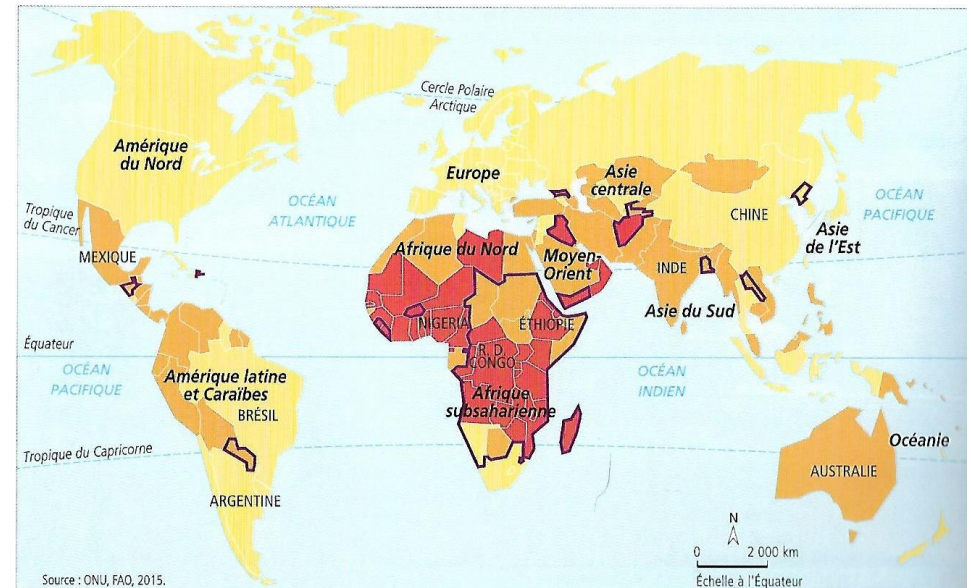 Cercle Polaire
Arctique
Amérique
du Nord
Europe
Asie
centrale
OCÉAN
ATLANTIQUE
OCÉAN
PACIFIQUE
CHINE
Asie
de l'Est
Tropique
du Cancer
MEXIQUE
Afrique du Nord
Moyen-
Orient
INDE
Asie du Sud
NIGERIA
ÉTHIOPIE
Équateur
R. D.
CONGO
OCÉAN
PACIFIQUE
Amérique latine
et Caraïbes
BRÉSIL
OCÉAN
INDIEN
Afrique
subsaharienne
Tropique du Capricorne
Océanie
AUSTRALIE
ARGENTINE
N
0 2 000 km
Échelle à l'Équateur
Source : ONU, FAO, 2015.